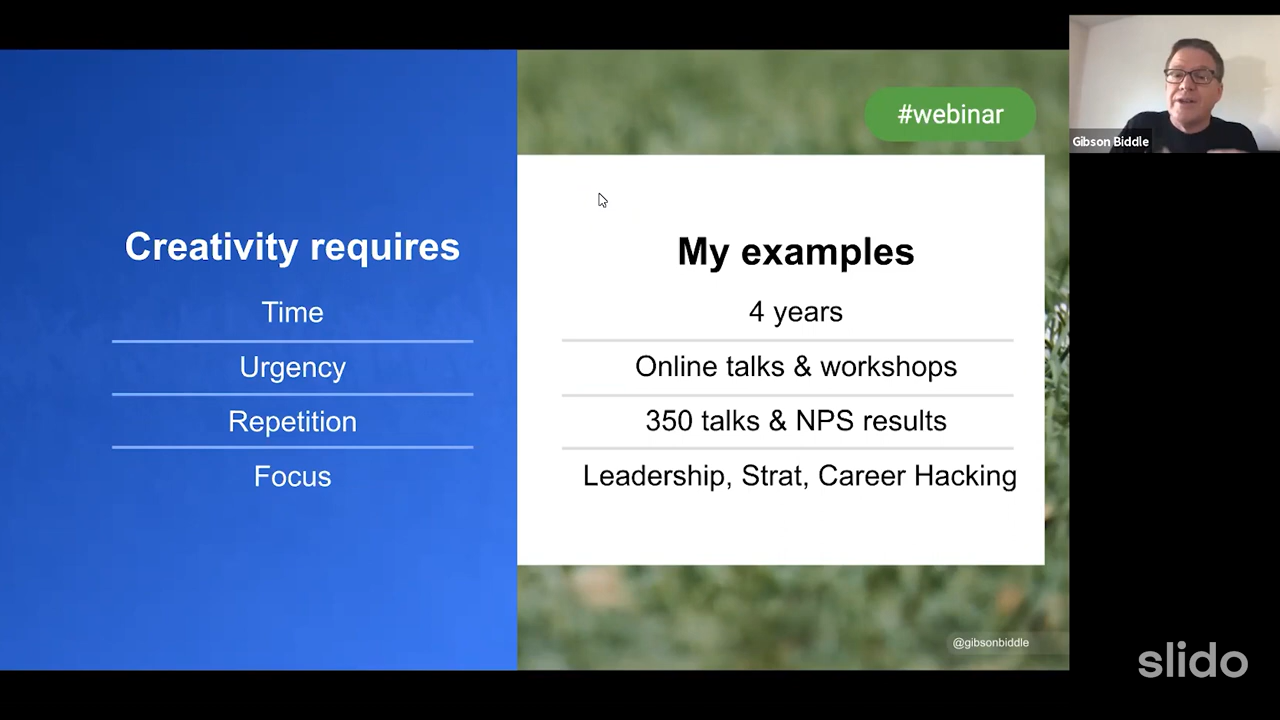 #webinar
Gibson Biddle
Creativity requires
Time
Urgency
Repetition
Focus
My examples
4 years
Online talks & workshops
350 talks & NPS results
Leadership, Strat, Career Hacking
@gibsonbiddle
slido